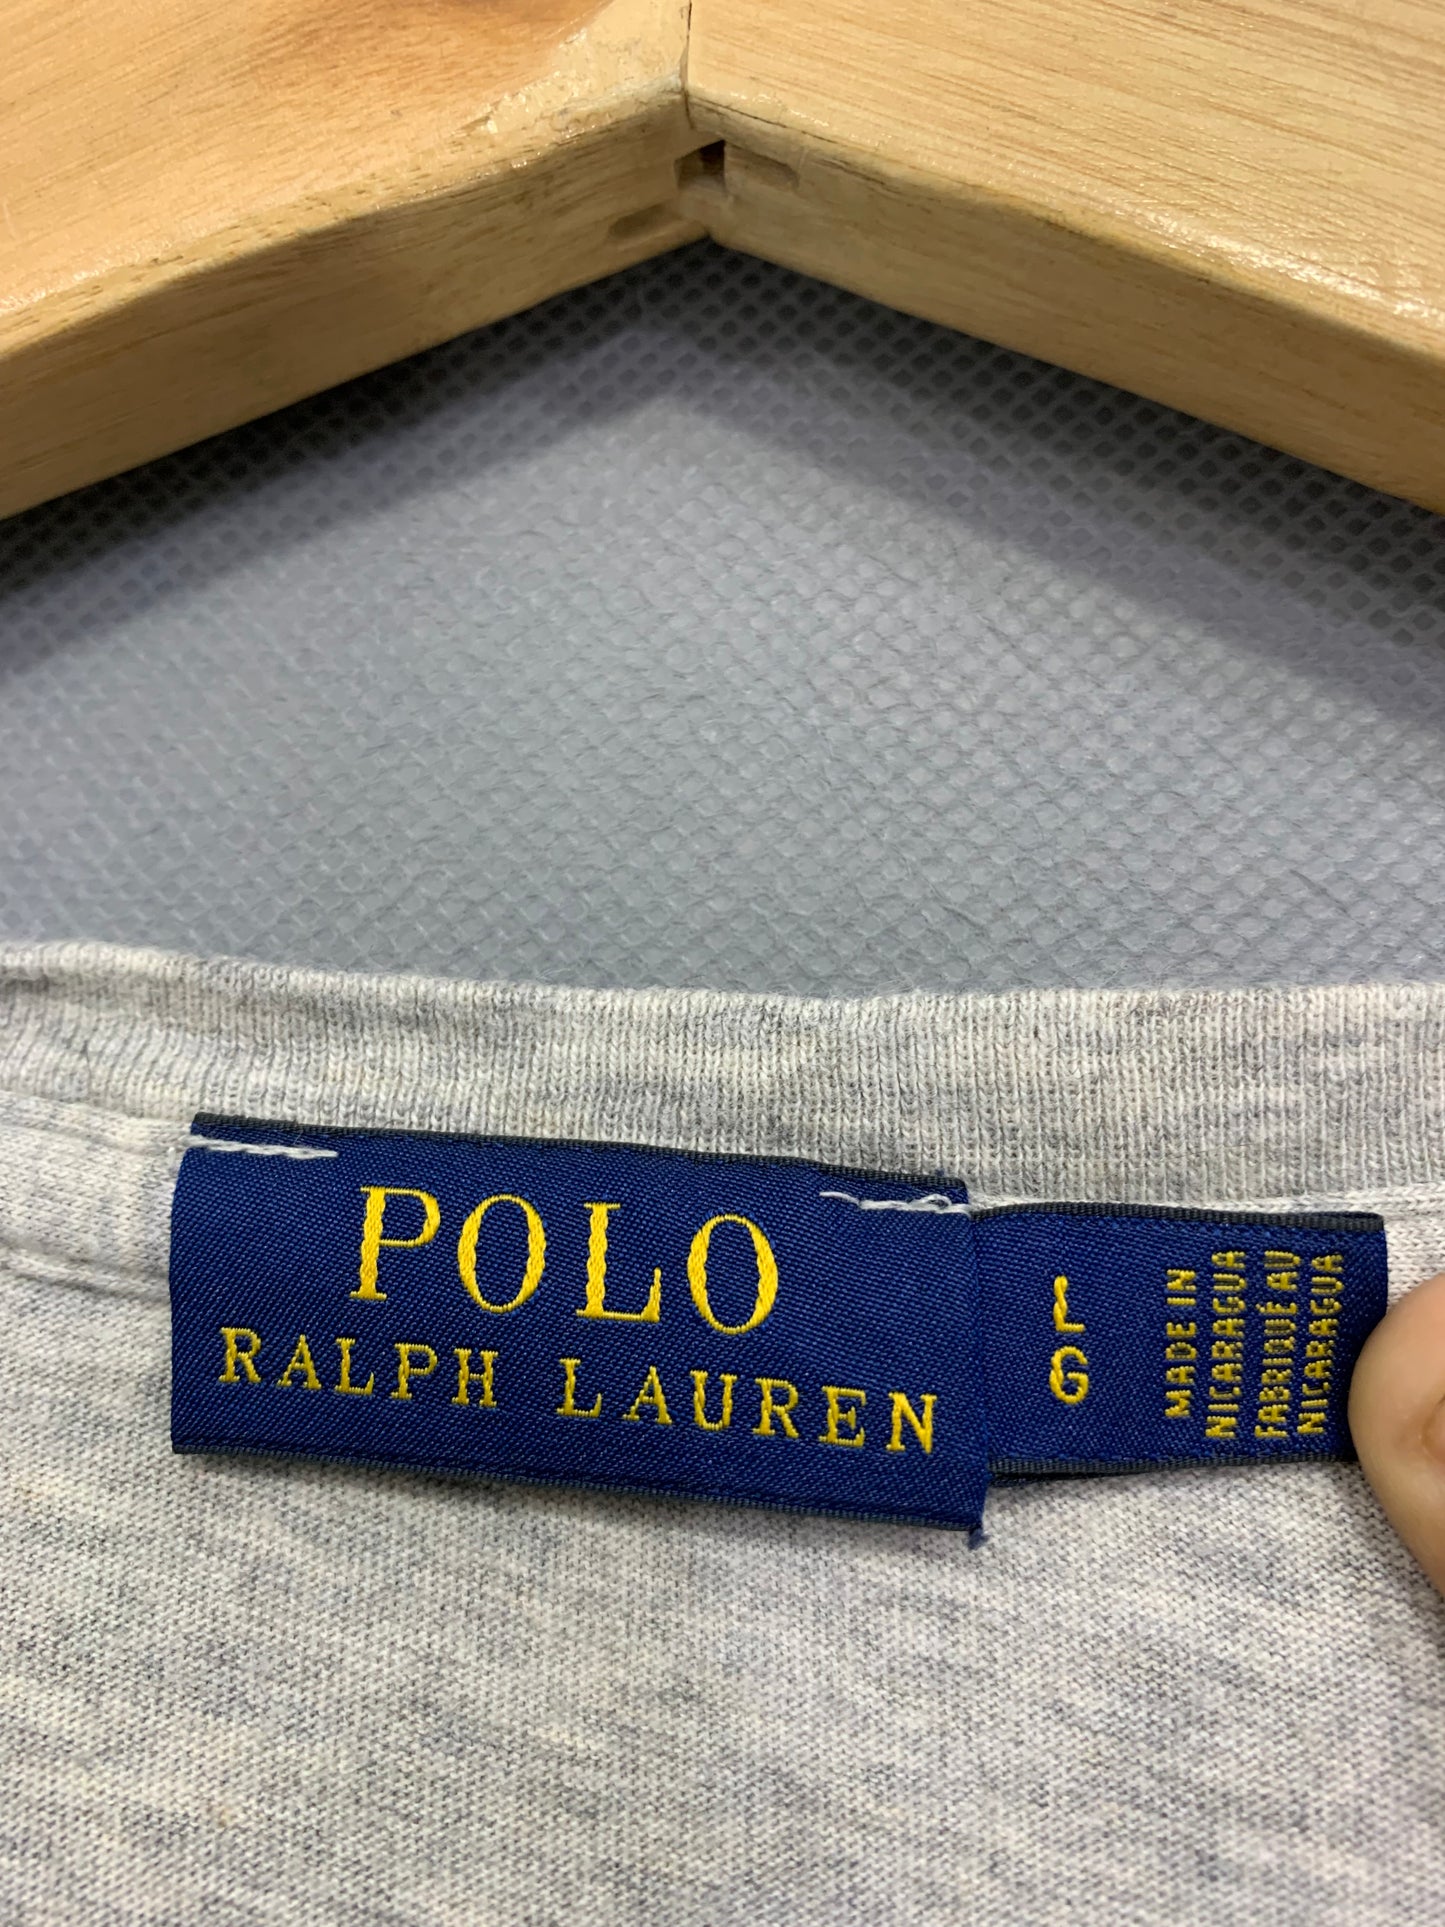 POLO
RALPH LAUREN
L
G
MADE IN
NICARAGUA
FABRIQUÉ AU
NICARAGUA